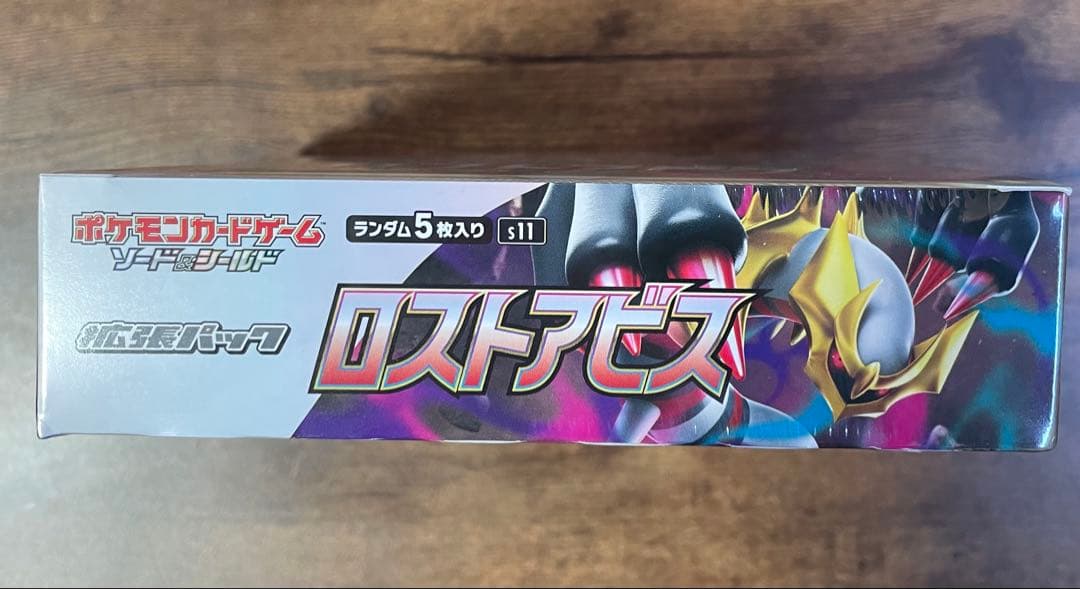 ポケモンカードゲーム
ソード&シールド
ランダム5枚入り s11
拡張パック
ロストアビス